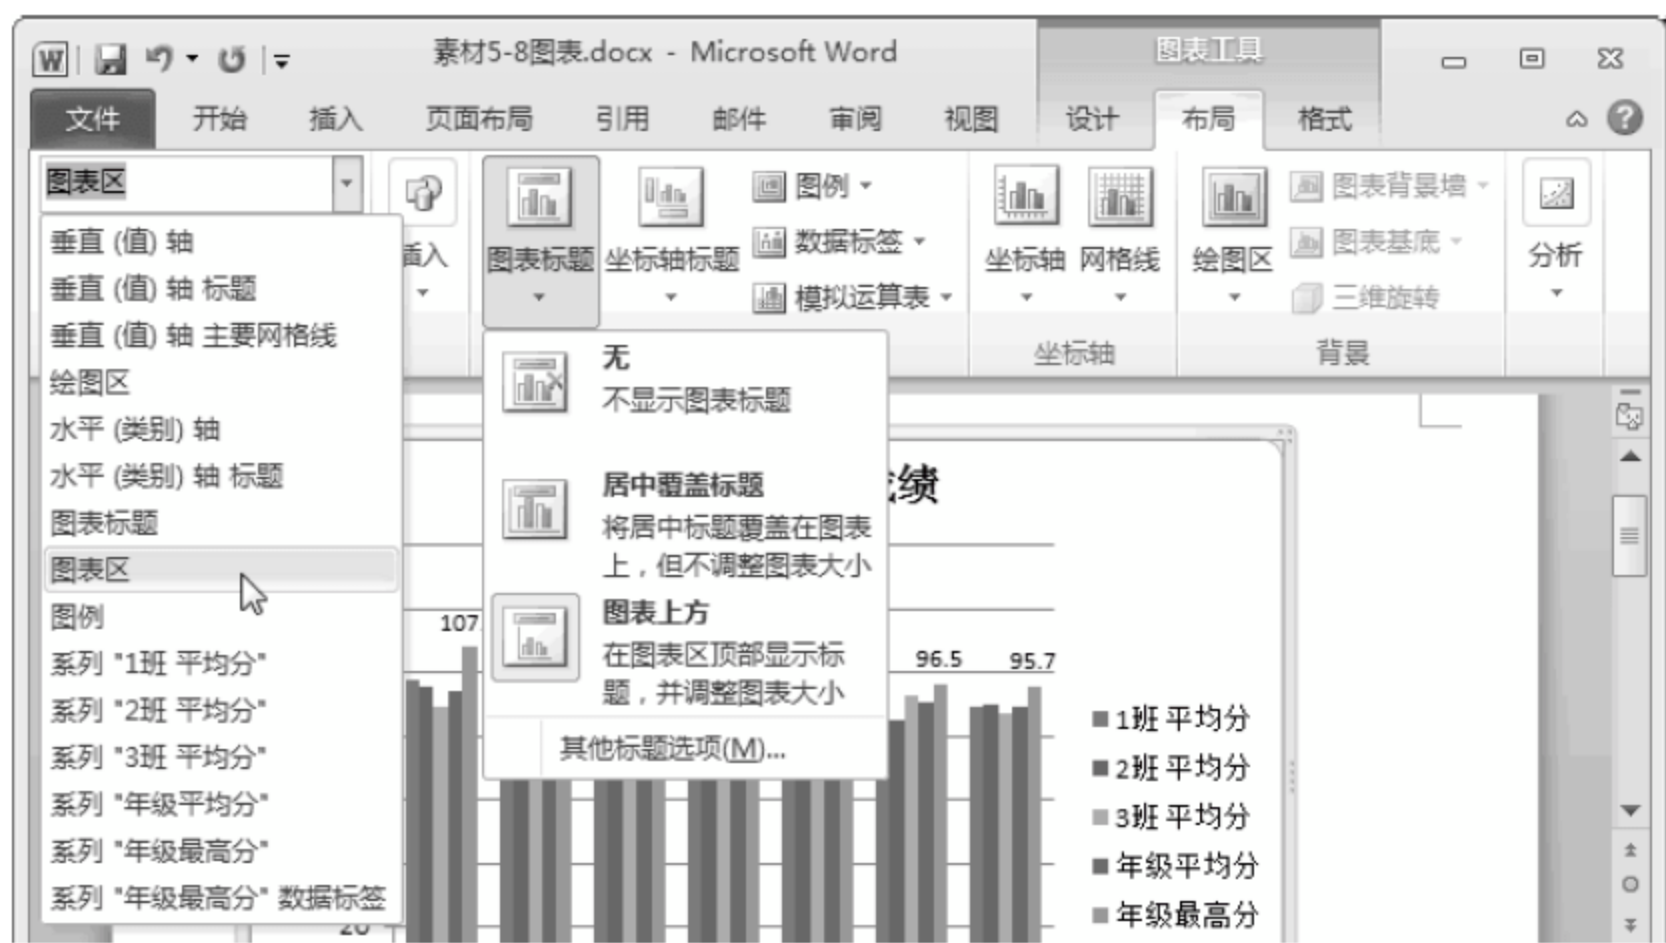 素材5-8图表.docx - Microsoft Word
图表工具
文件 开始 插入 页面布局 引用 邮件 审阅 视图 设计 布局 格式
图表区
插入
图表标题
坐标轴标题
图例
数据标签
模拟运算表
坐标轴
网格线
坐标轴
绘图区
图表背景墙
图表基底
三维旋转
背景
分析
垂直 (值) 轴
垂直 (值) 轴 标题
垂直 (值) 轴 主要网格线
绘图区
水平 (类别) 轴
水平 (类别) 轴 标题
图表标题
图表区
图例
系列 "1班 平均分"
系列 "2班 平均分"
系列 "3班 平均分"
系列 "年级平均分"
系列 "年级最高分"
系列 "年级最高分" 数据标签
无
不显示图表标题
居中覆盖标题
将居中标题覆盖在图表
上，但不调整图表大小
图表上方
在图表区顶部显示标
题，并调整图表大小
其他标题选项(M)...
绩
107.
96.5
95.7
20
1班 平均分
2班 平均分
3班 平均分
年级平均分
年级最高分